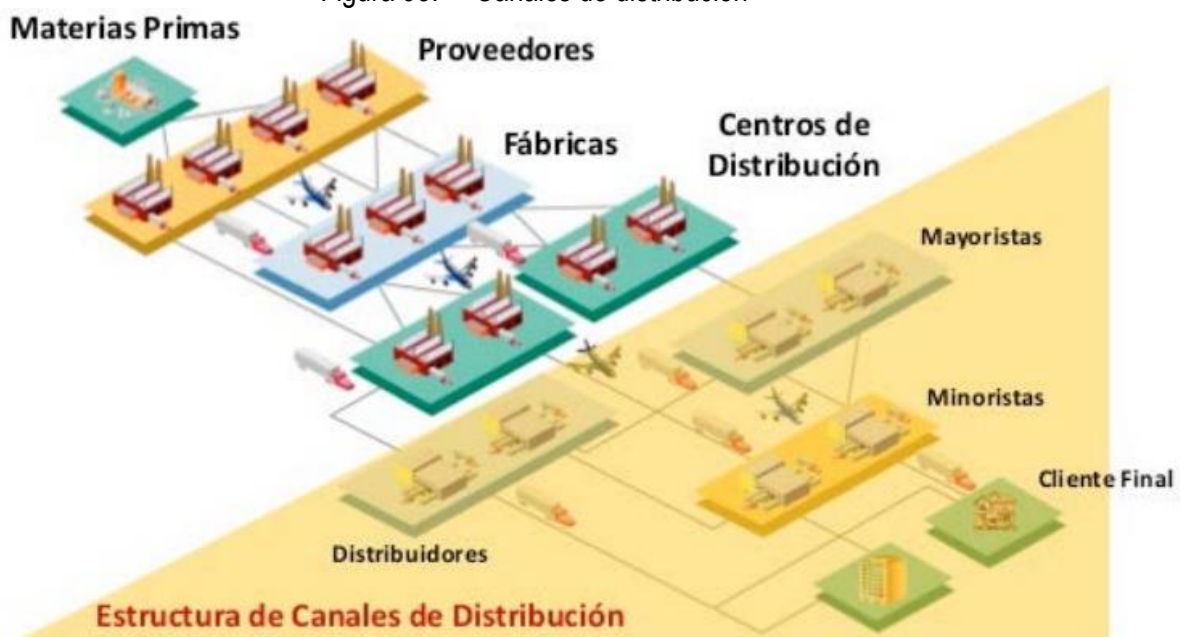 Materias Primas
Proveedores
Fábricas
Centros de
Distribución
Mayoristas
Minoristas
Cliente Final
Distribuidores
Estructura de Canales de Distribución